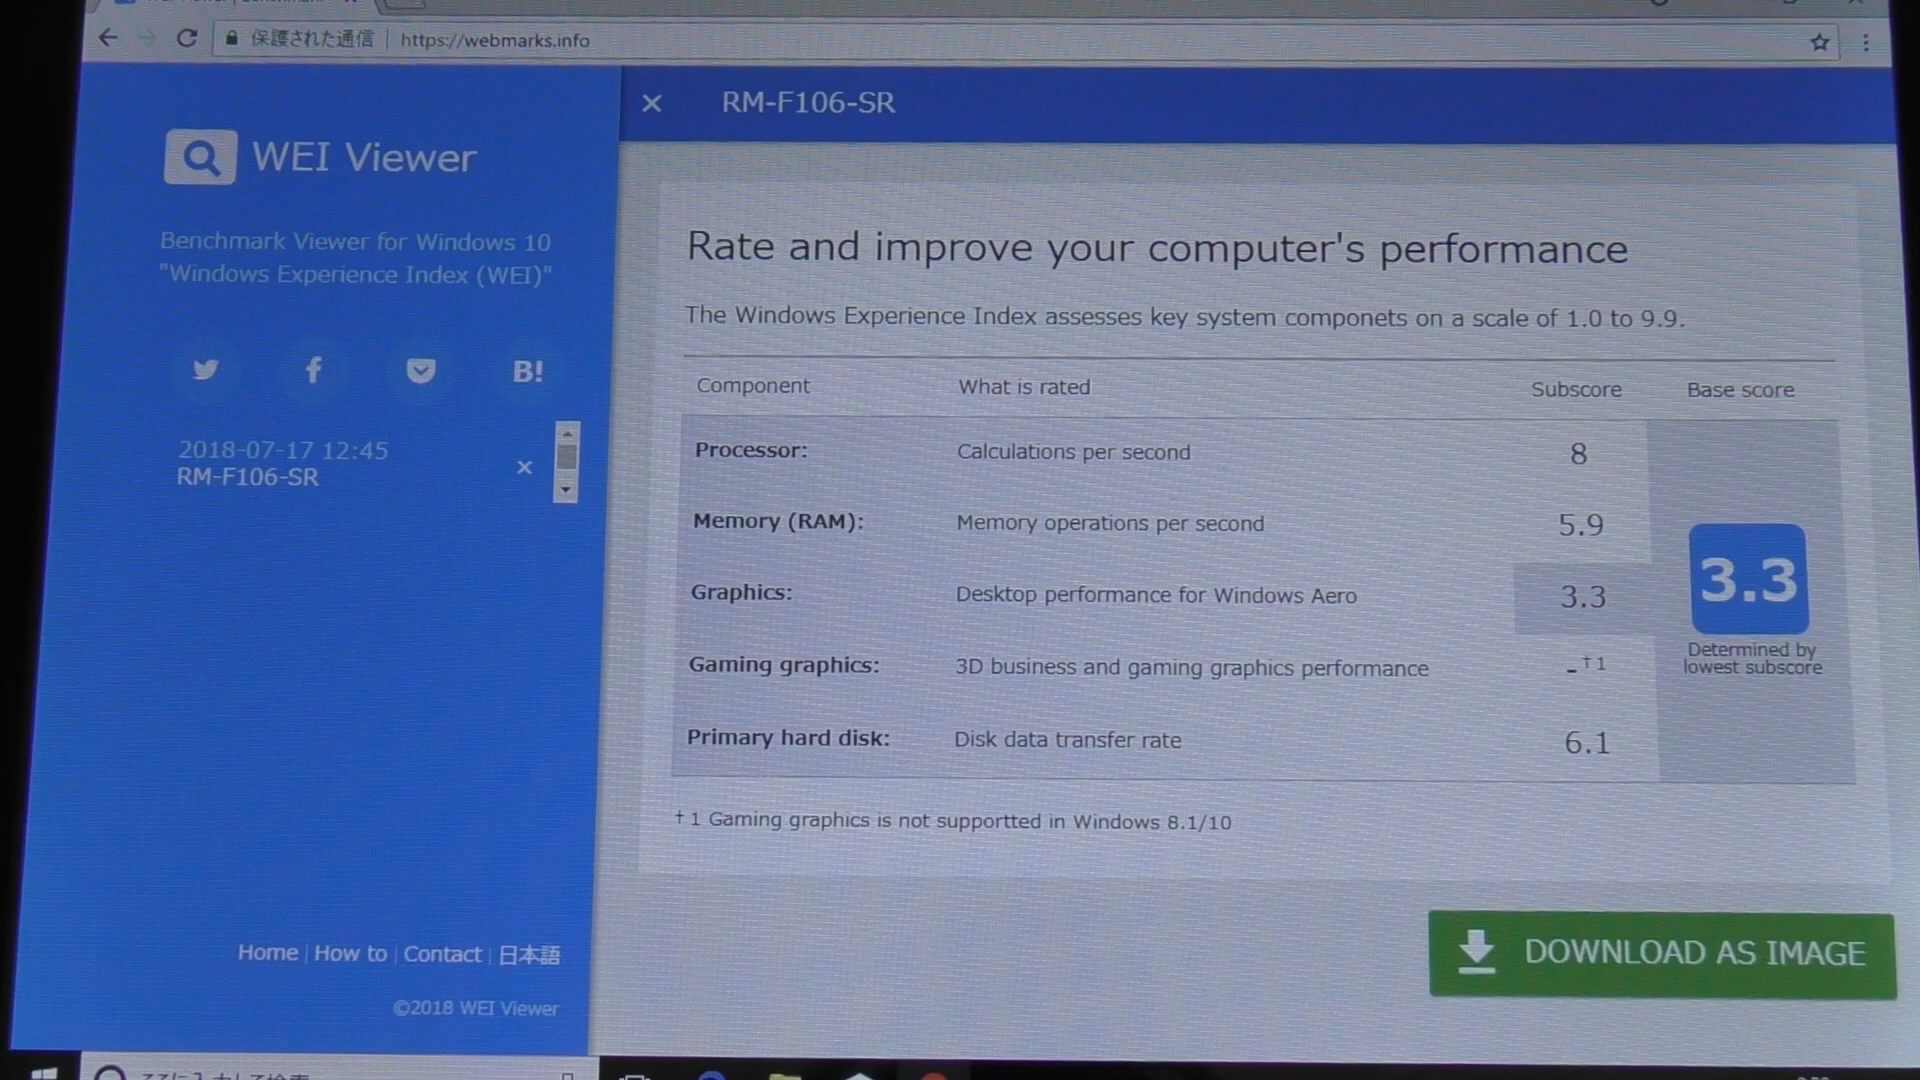 保護された通信 | https://webmarks.info
WEI Viewer
Benchmark Viewer for Windows 10
"Windows Experience Index (WEI)"
B!
2018-07-17 12:45
RM-F106-SR
×
Home | How to | Contact | 日本語
©2018 WEI Viewer
× RM-F106-SR
Rate and improve your computer's performance
The Windows Experience Index assesses key system componets on a scale of 1.0 to 9.9.
Component What is rated Subscore Base score
Processor: Calculations per second 8
Memory (RAM): Memory operations per second 5.9
Graphics: Desktop performance for Windows Aero 3.3
Gaming graphics: 3D business and gaming graphics performance -†1
Primary hard disk: Disk data transfer rate 6.1
3.3
Determined by
lowest subscore
†1 Gaming graphics is not supportted in Windows 8.1/10
DOWNLOAD AS IMAGE